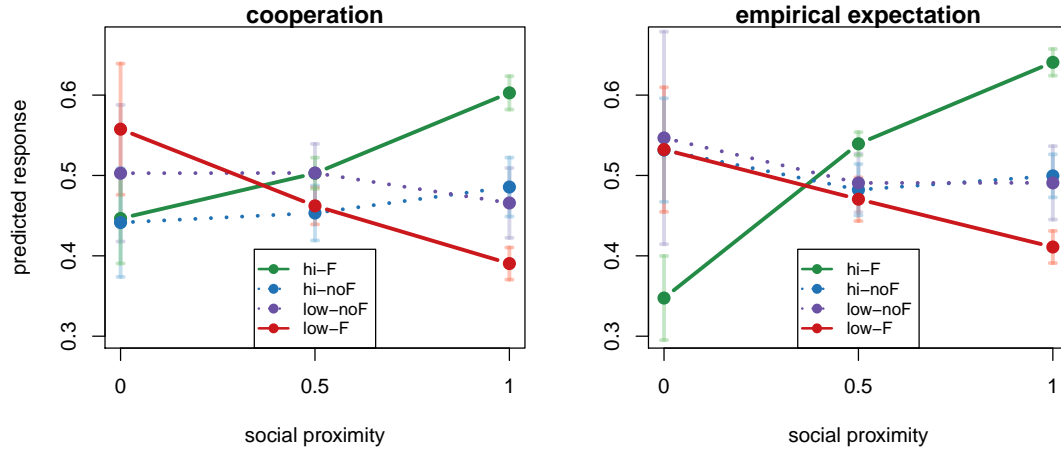 cooperation
predicted response
0.6
0.5
0.4
0.3
hi−F
hi−noF
low−noF
low−F
0
0.5
1
social proximity
empirical expectation
0.6
0.5
0.4
0.3
hi−F
hi−noF
low−noF
low−F
0
0.5
1
social proximity